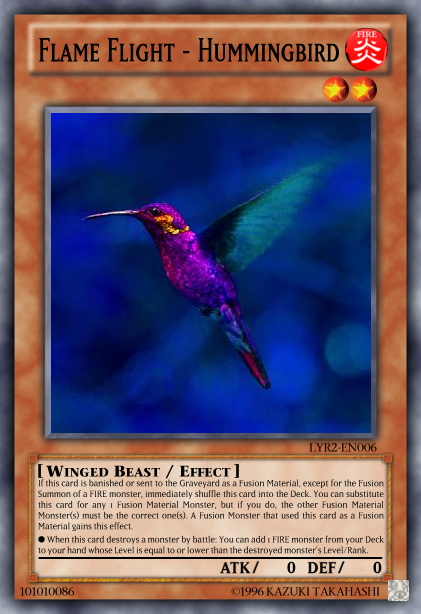 Flame Flight - Hummingbird
FIRE
炎
LYR2-EN006
[ Winged Beast / Effect ]
If this card is banished or sent to the Graveyard as a Fusion Material, except for the Fusion
Summon of a FIRE monster, immediately shuffle this card into the Deck. You can substitute
this card for any 1 Fusion Material Monster, but if you do, the other Fusion Material
Monster(s) must be the correct one(s). A Fusion Monster that used this card as a Fusion
Material gains this effect.
● When this card destroys a monster by battle: You can add 1 FIRE monster from your Deck
to your hand whose Level is equal to or lower than the destroyed monster's Level/Rank.
ATK/ 0 DEF/ 0
101010086 ©1996 KAZUKI TAKAHASHI